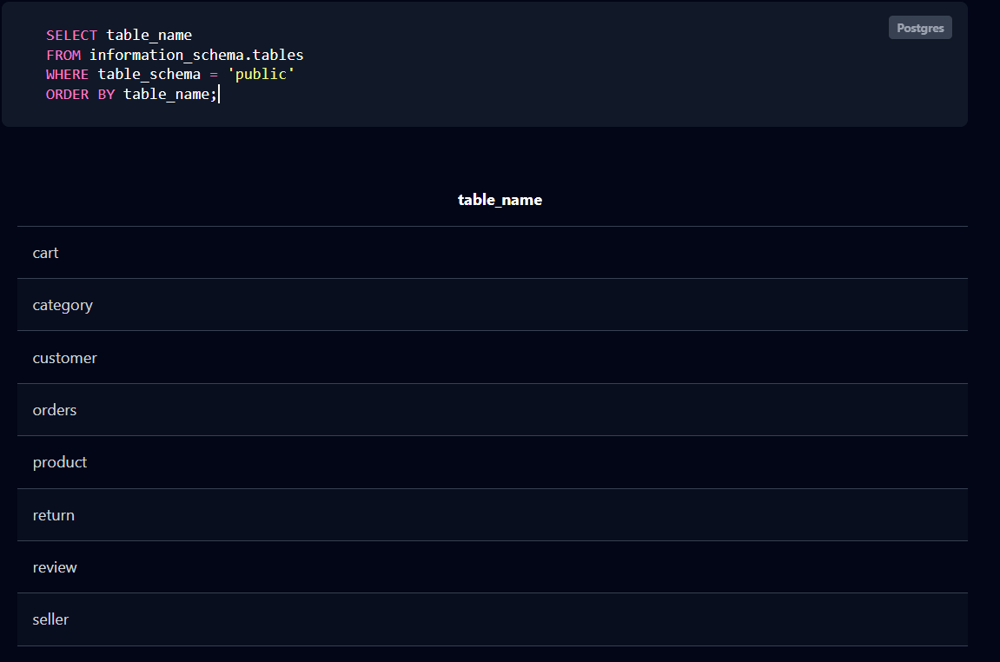 SELECT table_name
Postgres
FROM information_schema.tables
WHERE table_schema = 'public'
ORDER BY table_name;
table_name
cart
category
customer
orders
product
return
review
seller